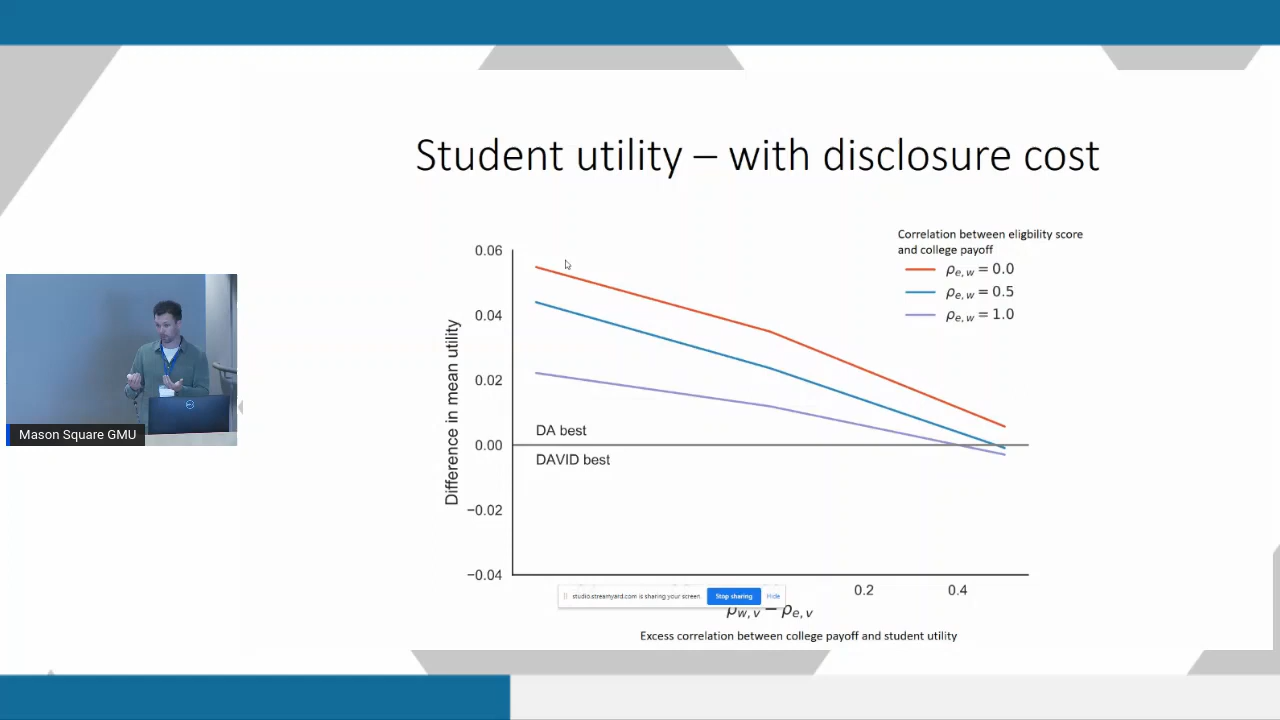 Student utility – with disclosure cost
Correlation between eligbility score
and college payoff
ρe,w = 0.0
ρe,w = 0.5
ρe,w = 1.0
0.06
0.04
0.02
0.00
−0.02
−0.04
Difference in mean utility
DA best
DAVID best
0.2
0.4
studio.streamyard.com is sharing your screen.
Stop sharing
Hide
ρw,v − ρe,v
Excess correlation between college payoff and student utility
Mason Square GMU